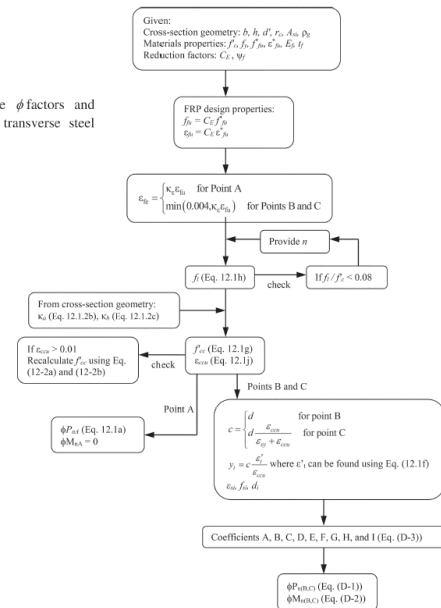 Given:
Cross-section geometry: b, h, d', rc, Ast, ρg
Materials properties: f'c, fy, f*fu, ε*fu, Ef, tf
Reduction factors: CE , ψf
e ϕ factors and
transverse steel
FRP design properties:
ffu = CE f*fu
εfu = CE ε*fu
εfe = { κε εfu for Point A
min(0.004, κε εfu) for Points B and C
Provide n
fl (Eq. 12.1h)
check
If fl / f'c < 0.08
From cross-section geometry:
κa (Eq. 12.1.2b), κb (Eq. 12.1.2c)
If εccu > 0.01
Recalculate f'cc using Eq.
(12-2a) and (12-2b)
check
f'cc (Eq. 12.1g)
εccu (Eq. 12.1j)
Points B and C
Point A
ϕPnA (Eq. 12.1a)
ϕMnA = 0
c = { d for point B
d εccu / (εsy + εccu) for point C
yt = c ε't / εccu where ε't can be found using Eq. (12.1f)
εsi, fsi, di
Coefficients A, B, C, D, E, F, G, H, and I (Eq. (D-3))
ϕPn(B,C) (Eq. (D-1))
ϕMn(B,C) (Eq. (D-2))